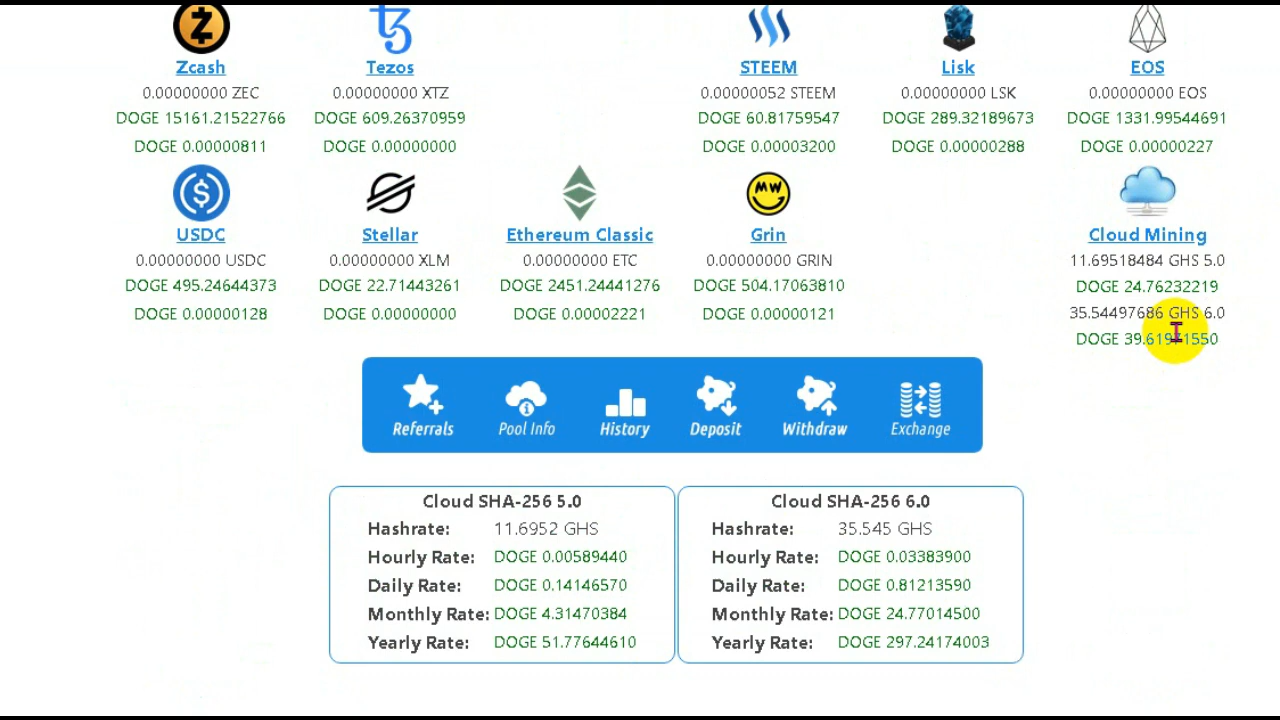 Zcash
0.00000000 ZEC
DOGE 15161.21522766
DOGE 0.00000811
Tezos
0.00000000 XTZ
DOGE 609.26370959
DOGE 0.00000000
STEEM
0.00000052 STEEM
DOGE 60.81759547
DOGE 0.00003200
Lisk
0.00000000 LSK
DOGE 289.32189673
DOGE 0.00000288
EOS
0.00000000 EOS
DOGE 1331.99544691
DOGE 0.00000227
USDC
0.00000000 USDC
DOGE 495.24644373
DOGE 0.00000128
Stellar
0.00000000 XLM
DOGE 22.71443261
DOGE 0.00000000
Ethereum Classic
0.00000000 ETC
DOGE 2451.24441276
DOGE 0.00002221
MW
Grin
0.00000000 GRIN
DOGE 504.17063810
DOGE 0.00000121
Cloud Mining
11.69518484 GHS 5.0
DOGE 24.76232219
35.54497686 GHS 6.0
DOGE
Referrals
Pool Info
History
Deposit
Withdraw
Exchange
Cloud SHA-256 5.0
Hashrate: 11.6952 GHS
Hourly Rate: DOGE 0.00589440
Daily Rate: DOGE 0.14146570
Monthly Rate: DOGE 4.31470384
Yearly Rate: DOGE 51.77644610
Cloud SHA-256 6.0
Hashrate: 35.545 GHS
Hourly Rate: DOGE 0.03383900
Daily Rate: DOGE 0.81213590
Monthly Rate: DOGE 24.77014500
Yearly Rate: DOGE 297.24174003